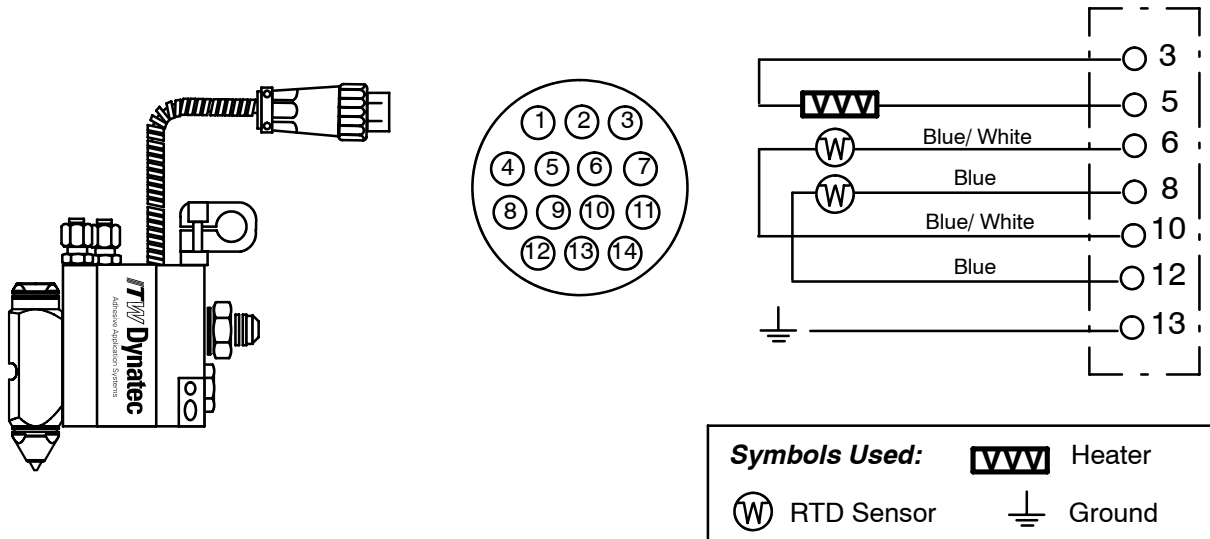 ITW Dynatec
Adhesive Application Systems
1 2 3
4 5 6 7
8 9 10 11
12 13 14
3
5
Blue/ White 6
Blue 8
Blue/ White 10
Blue 12
13
Symbols Used: Heater
RTD Sensor Ground